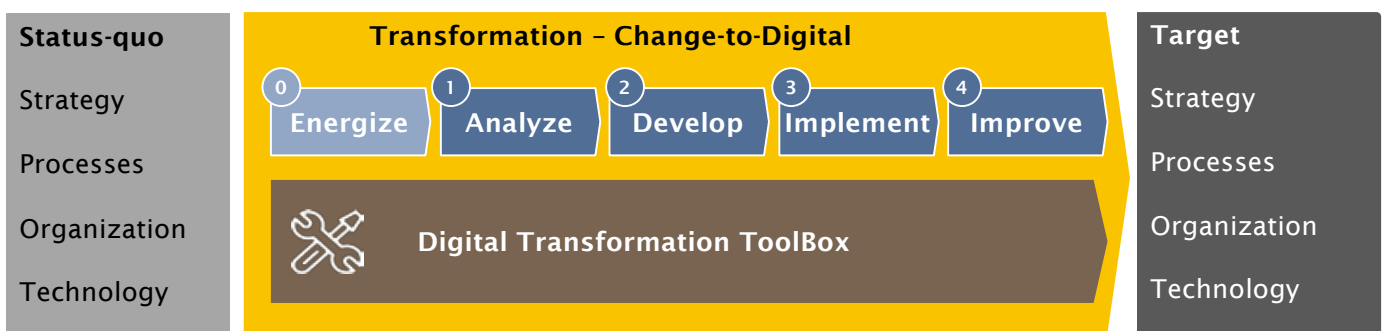 Status-quo
Strategy
Processes
Organization
Technology
Transformation – Change-to-Digital
0
Energize
1
Analyze
2
Develop
3
Implement
4
Improve
Digital Transformation ToolBox
Target
Strategy
Processes
Organization
Technology